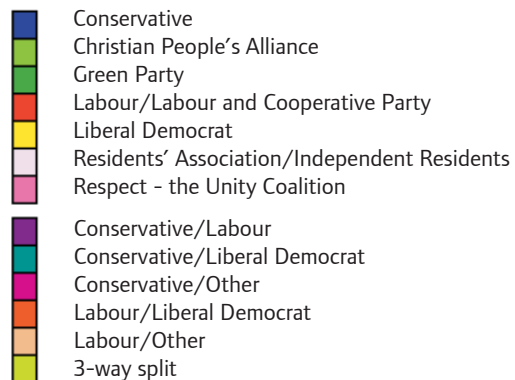 Conservative
Christian People′s Alliance
Green Party
Labour/Labour and Cooperative Party
Liberal Democrat
Residents′ Association/Independent Residents
Respect - the Unity Coalition
Conservative/Labour
Conservative/Liberal Democrat
Conservative/Other
Labour/Liberal Democrat
Labour/Other
3-way split